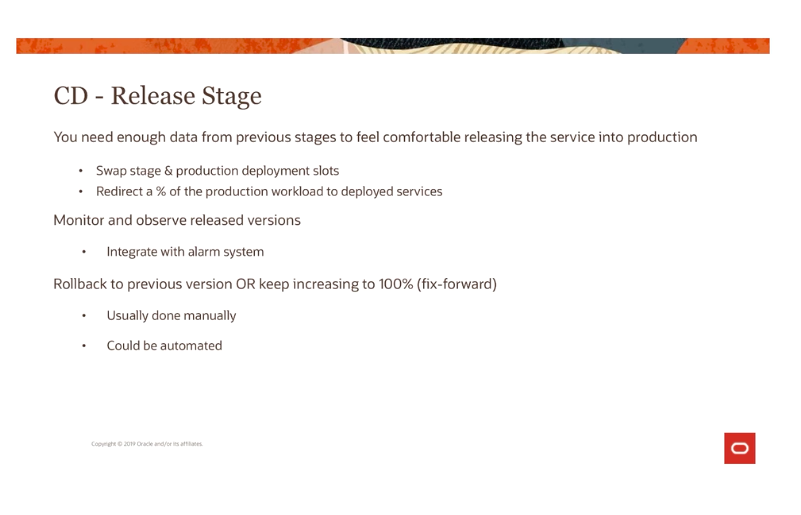 CD - Release Stage
You need enough data from previous stages to feel comfortable releasing the service into production
• Swap stage & production deployment slots
• Redirect a % of the production workload to deployed services
Monitor and observe released versions
• Integrate with alarm system
Rollback to previous version OR keep increasing to 100% (fix-forward)
• Usually done manually
• Could be automated
Copyright © 2019 Oracle and/or its affiliates.